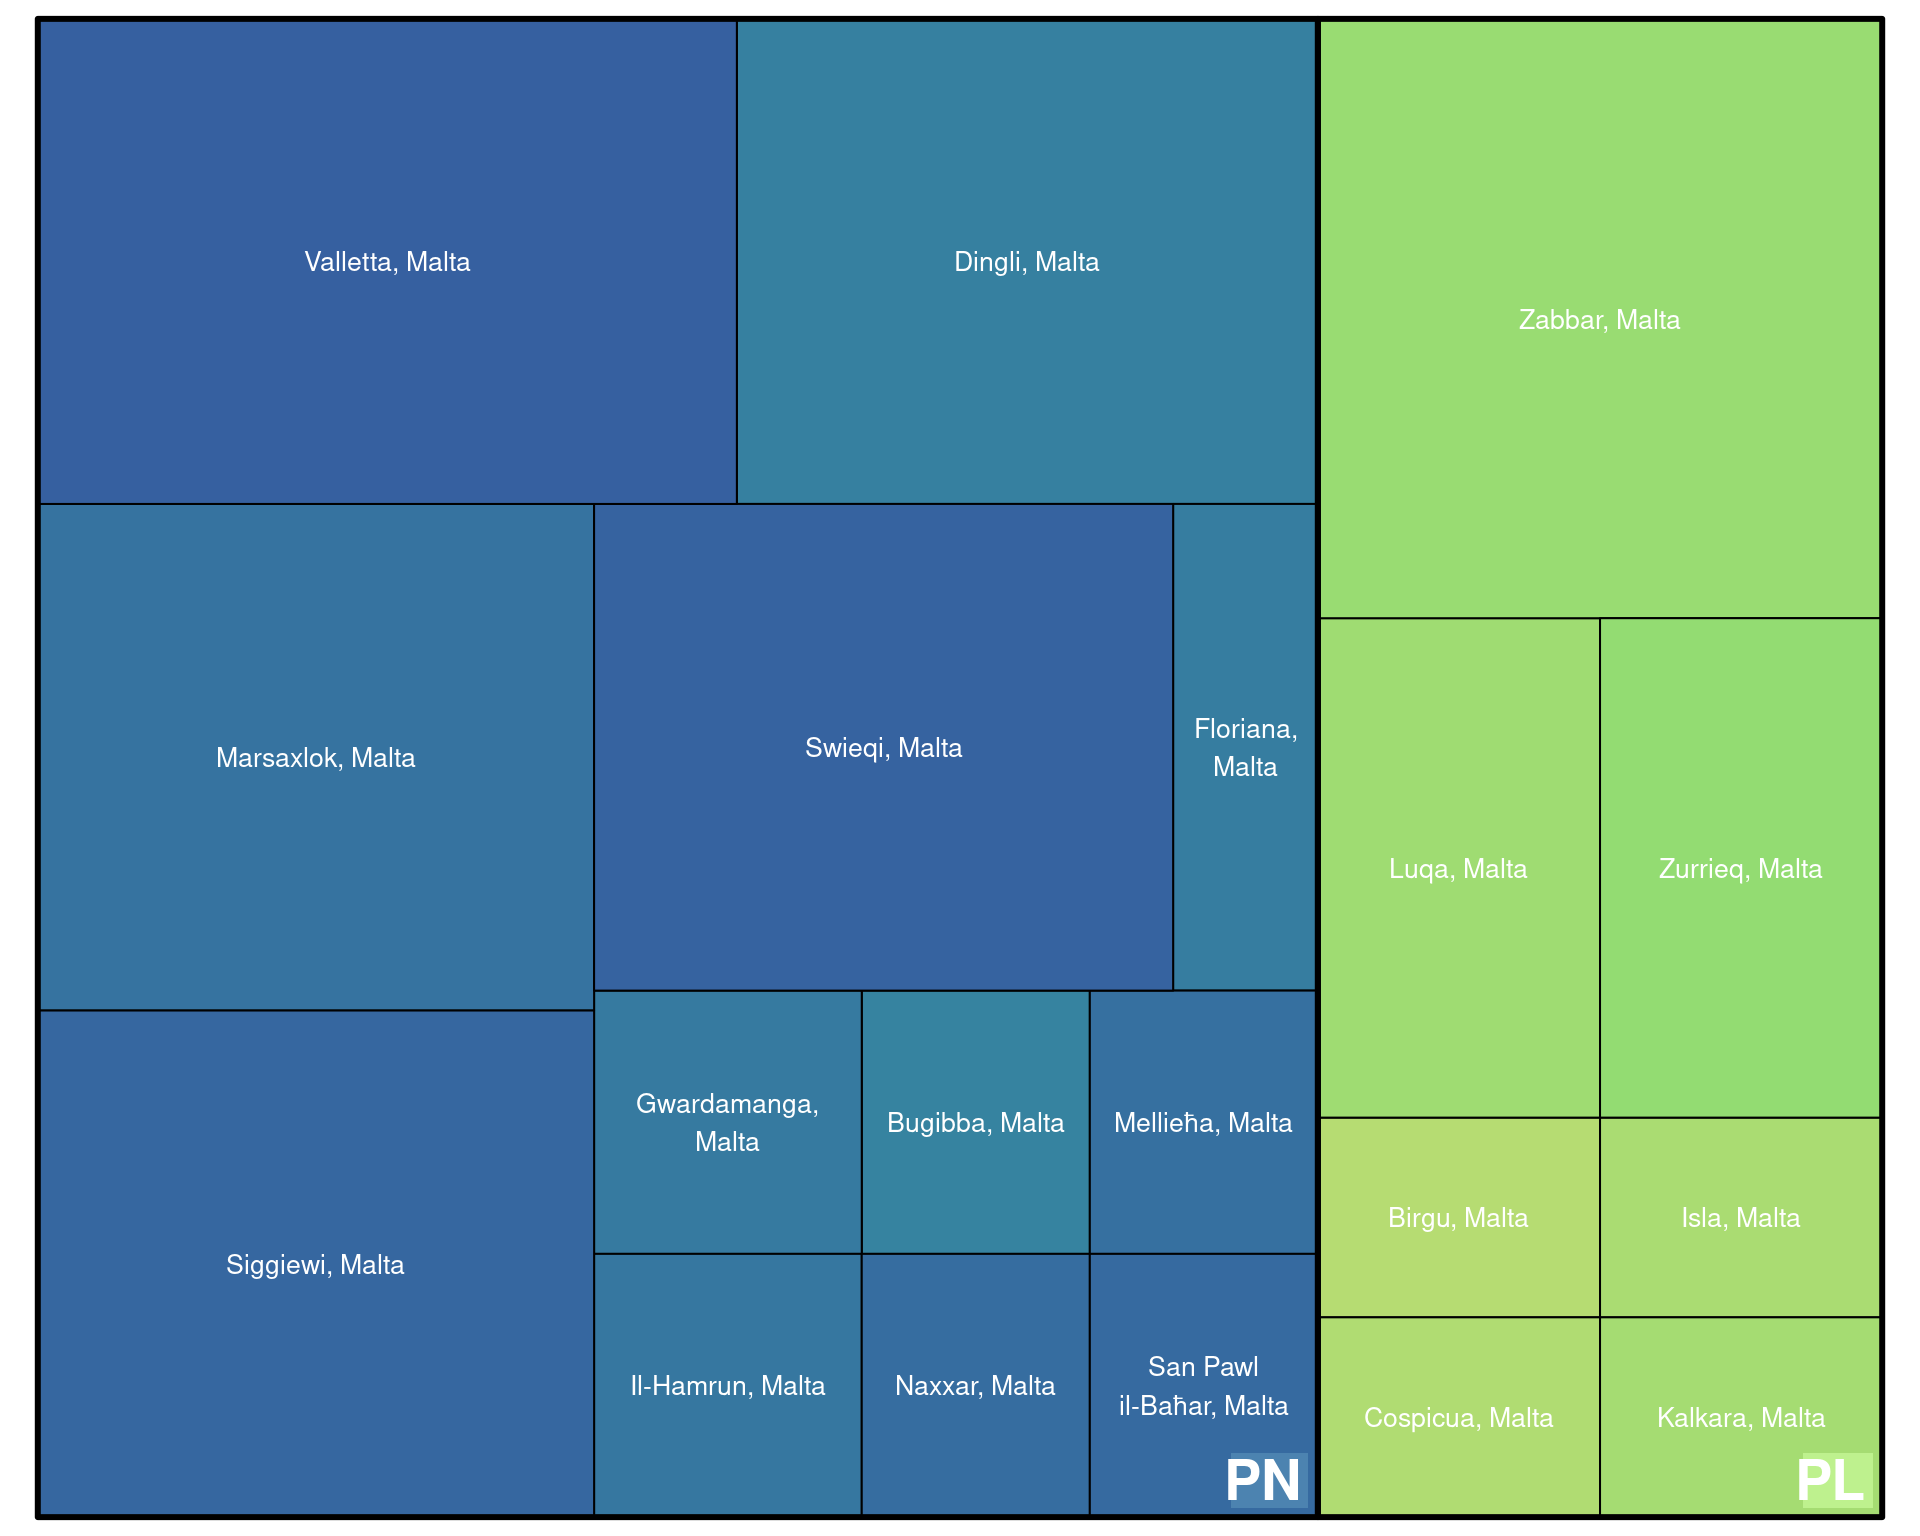 Valletta, Malta
Dingli, Malta
Zabbar, Malta
Marsaxlok, Malta
Swieqi, Malta
Floriana,
Malta
Luqa, Malta
Zurrieq, Malta
Siggiewi, Malta
Gwardamanga,
Malta
Bugibba, Malta
Mellieħa, Malta
Birgu, Malta
Isla, Malta
Il-Hamrun, Malta
Naxxar, Malta
San Pawl
il-Baħar, Malta
Cospicua, Malta
Kalkara, Malta
PN
PL